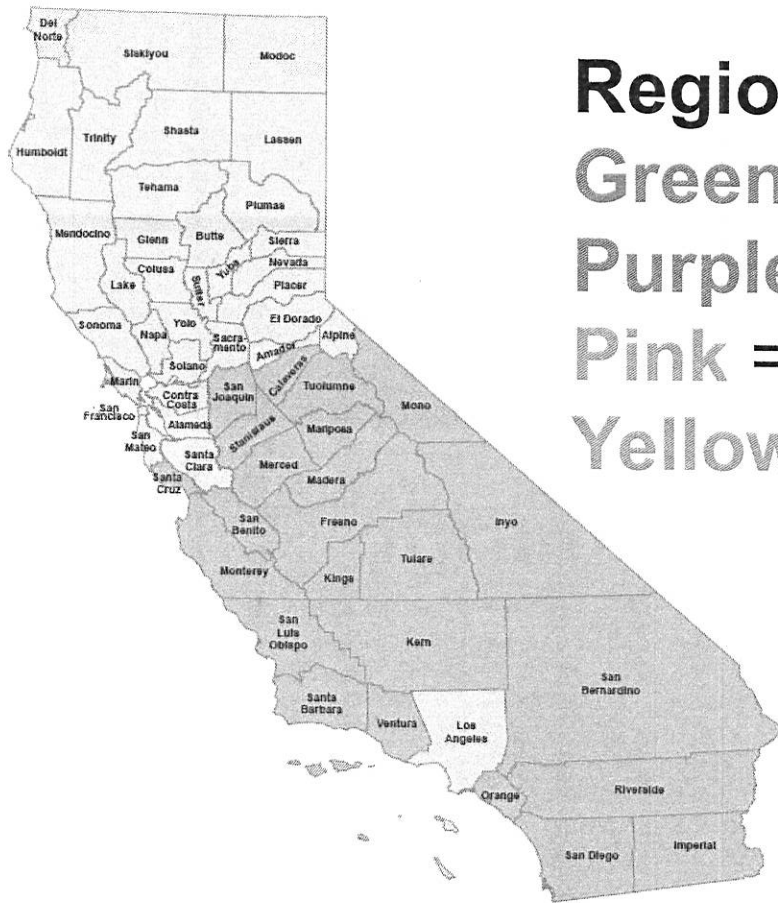 Regio
Green
Purple
Pink =
Yellow
Del
Norte
Siskiyou
Modoc
Humboldt
Trinity
Shasta
Lassen
Tehama
Plumas
Mendocino
Glenn
Butte
Sierra
Colusa
Yuba
Nevada
Lake
Sutter
Placer
Sonoma
Napa
Yolo
Sacra-
mento
El Dorado
Alpine
Amador
Solano
Marin
Contra
Costa
San
Joaquin
Calaveras
Tuolumne
Mono
San
Francisco
Alameda
San
Mateo
Santa
Clara
Stanislaus
Mariposa
Merced
Madera
Santa
Cruz
San
Benito
Fresno
Inyo
Monterey
Kings
Tulare
San
Luis
Obispo
Kern
San
Bernardino
Santa
Barbara
Ventura
Los
Angeles
Orange
Riverside
San Diego
Imperial